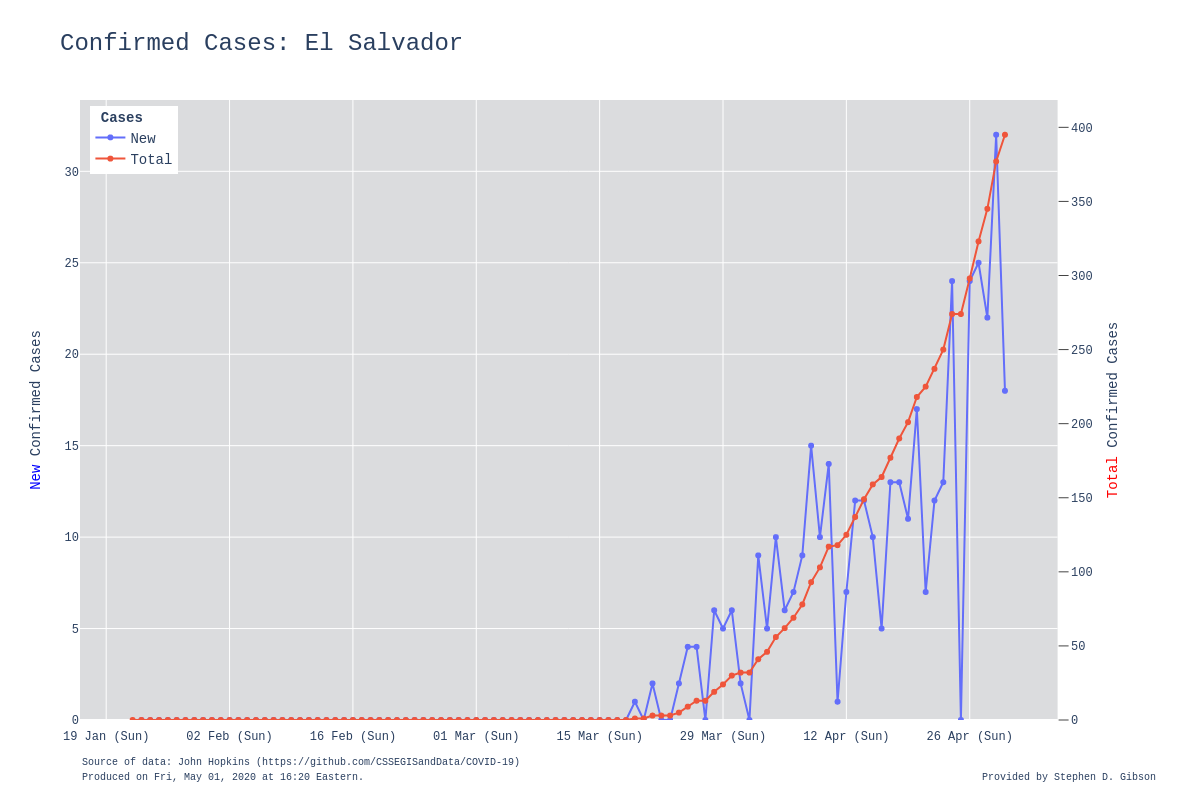 Confirmed Cases: El Salvador
Cases
New
Total
30
25
20
15
10
5
0
New Confirmed Cases
400
350
300
250
200
150
100
50
0
Total Confirmed Cases
19 Jan (Sun) 02 Feb (Sun) 16 Feb (Sun) 01 Mar (Sun) 15 Mar (Sun) 29 Mar (Sun) 12 Apr (Sun) 26 Apr (Sun)
Source of data: John Hopkins (https://github.com/CSSEGISandData/COVID-19)
Produced on Fri, May 01, 2020 at 16:20 Eastern.
Provided by Stephen D. Gibson